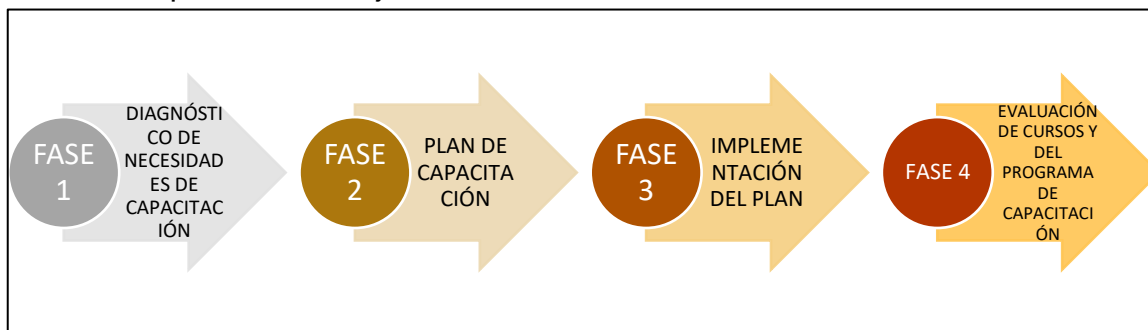 FASE
1
DIAGNÓSTI
CO DE
NECESIDAD
ES DE
CAPACITAC
IÓN
FASE
2
PLAN DE
CAPACITA
CIÓN
FASE
3
IMPLEME
NTACIÓN
DEL PLAN
FASE 4
EVALUACIÓN
DE CURSOS Y
DEL
PROGRAMA
DE
CAPACITACI
ÓN